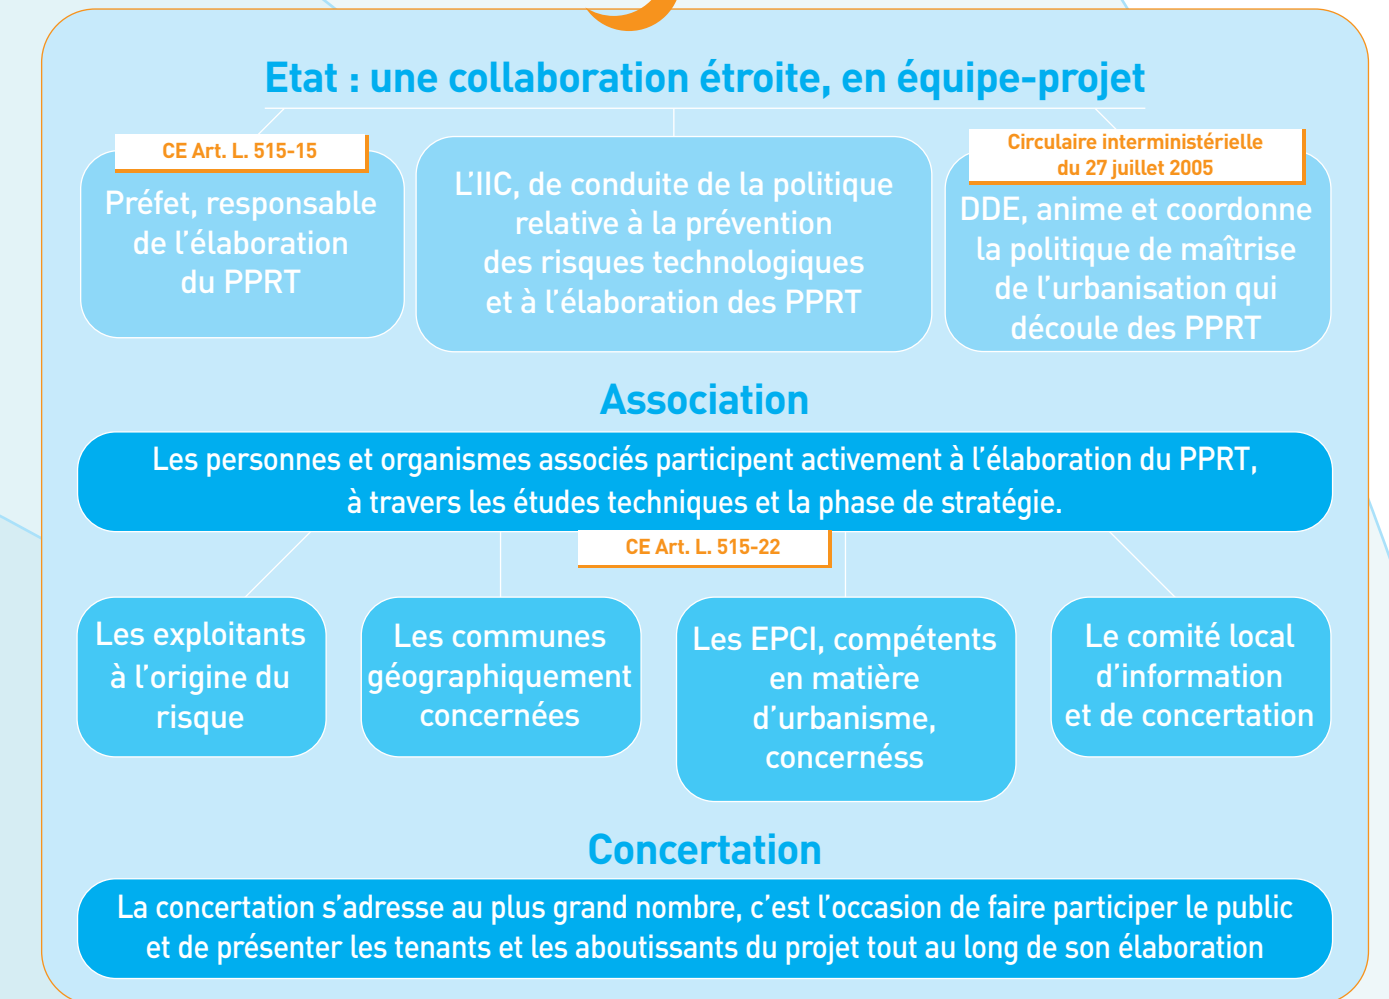 Etat : une collaboration étroite, en équipe-projet
CE Art. L. 515-15
Préfet, responsable
de l’élaboration
du PPRT
L’IIC, de conduite de la politique
relative à la prévention
des risques technologiques
et à l’élaboration des PPRT
Circulaire interministérielle
du 27 juillet 2005
DDE, anime et coordonne
la politique de maîtrise
de l’urbanisation qui
découle des PPRT
Association
Les personnes et organismes associés participent activement à l’élaboration du PPRT,
à travers les études techniques et la phase de stratégie.
CE Art. L. 515-22
Les exploitants
à l’origine du
risque
Les communes
géographiquement
concernées
Les EPCI, compétents
en matière
d’urbanisme,
concernéss
Le comité local
d’information
et de concertation
Concertation
La concertation s’adresse au plus grand nombre, c’est l’occasion de faire participer le public
et de présenter les tenants et les aboutissants du projet tout au long de son élaboration